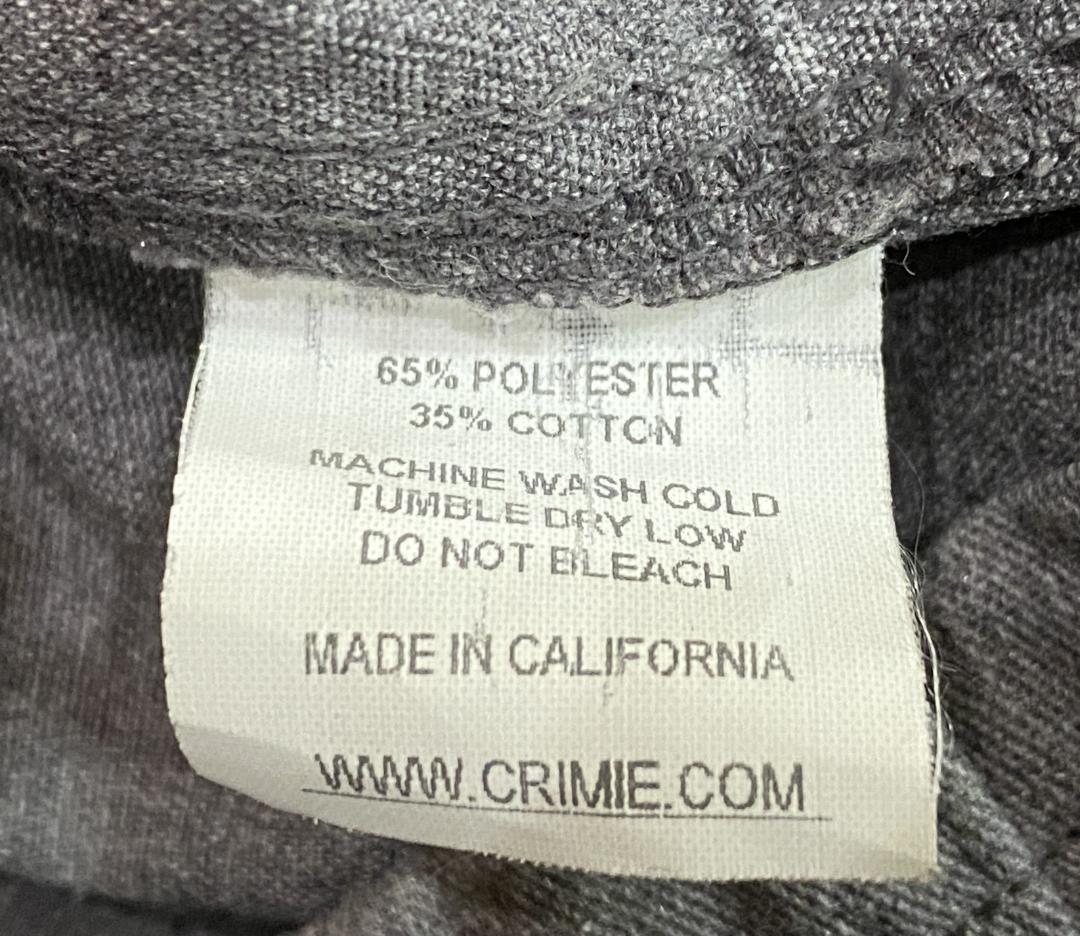 65% POLYESTER
35% COTTON
MACHINE WASH COLD
TUMBLE DRY LOW
DO NOT BLEACH
MADE IN CALIFORNIA
WWW.CRIMIE.COM